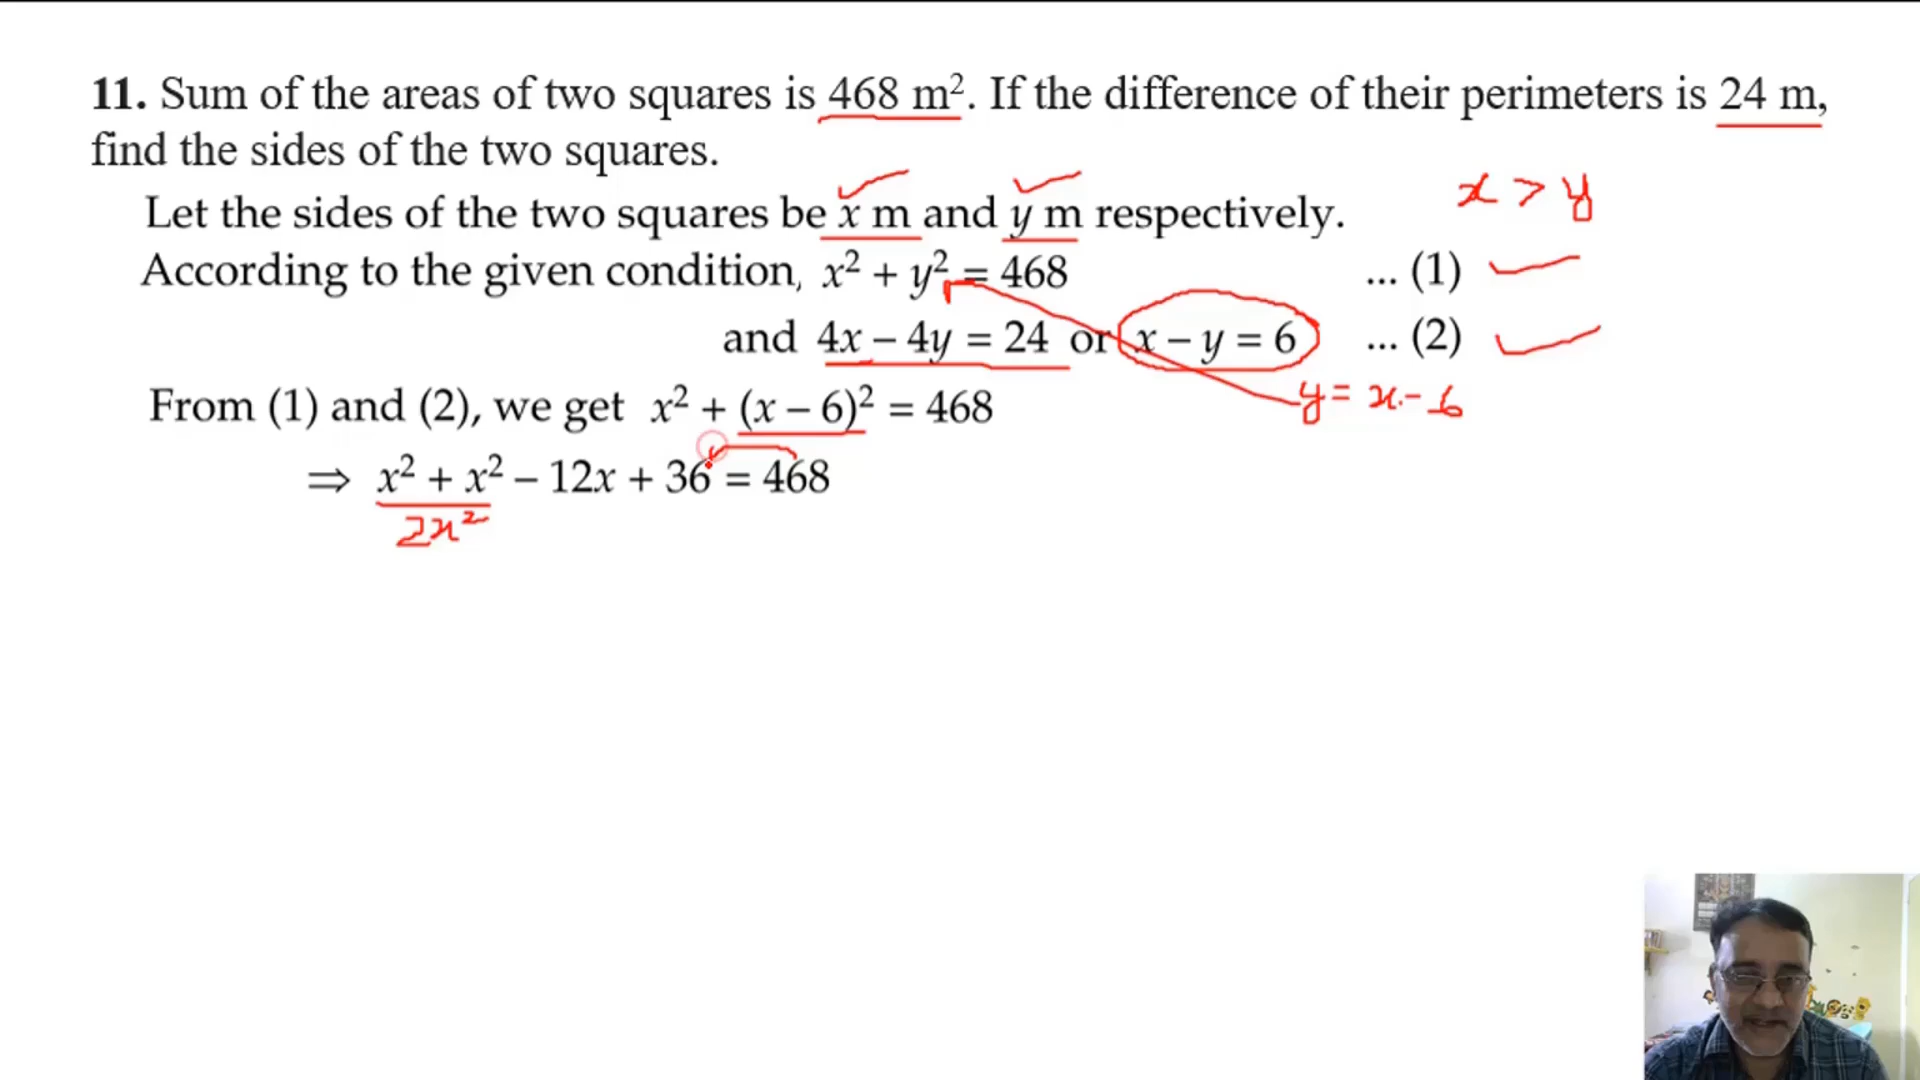 11. Sum of the areas of two squares is 468 m². If the difference of their perimeters is 24 m,
find the sides of the two squares.
x > y
Let the sides of the two squares be x m and y m respectively.
According to the given condition, x² + y² = 468 ... (1)
and 4x – 4y = 24 or x – y = 6 ... (2)
y = x - 6
From (1) and (2), we get x² + (x – 6)² = 468
⇒ x² + x² – 12x + 36 = 468
2x²